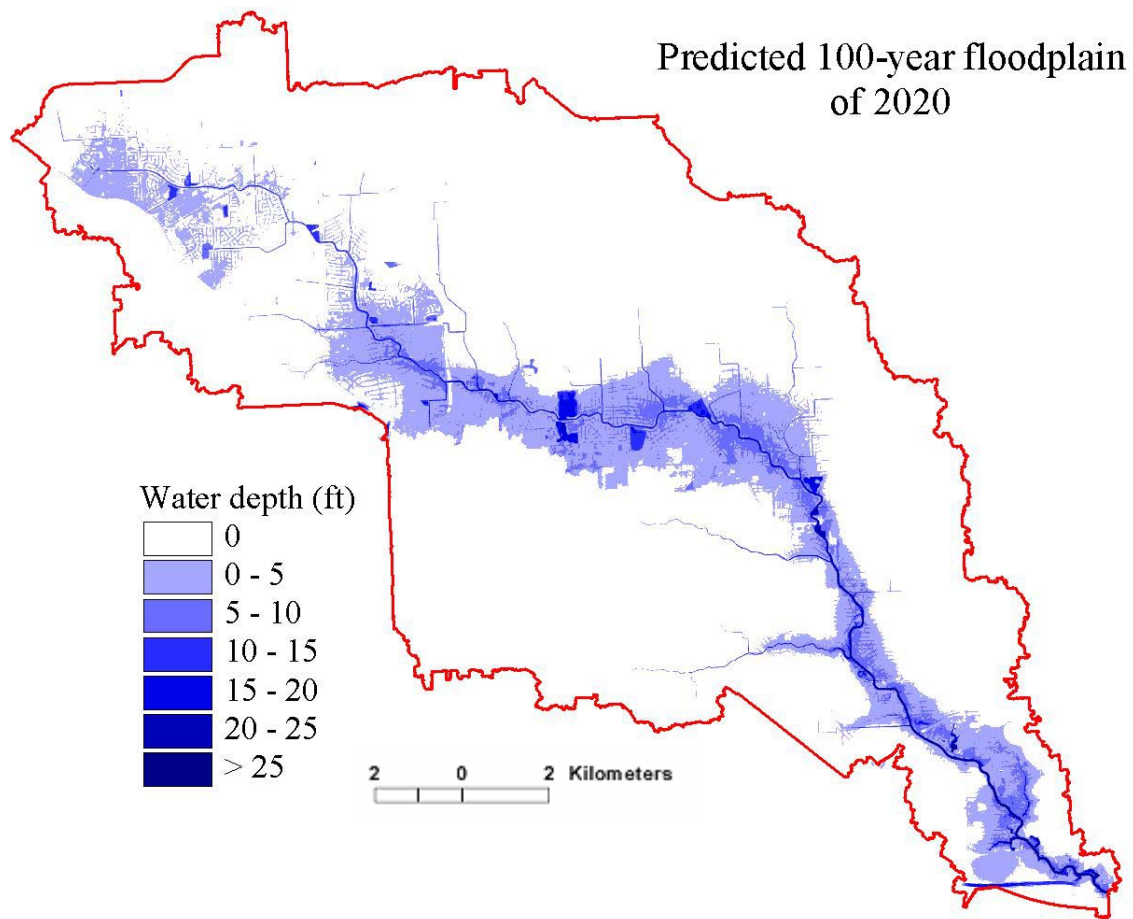 Predicted 100-year floodplain
of 2020
Water depth (ft)
0
0 - 5
5 - 10
10 - 15
15 - 20
20 - 25
> 25
2 0 2 Kilometers